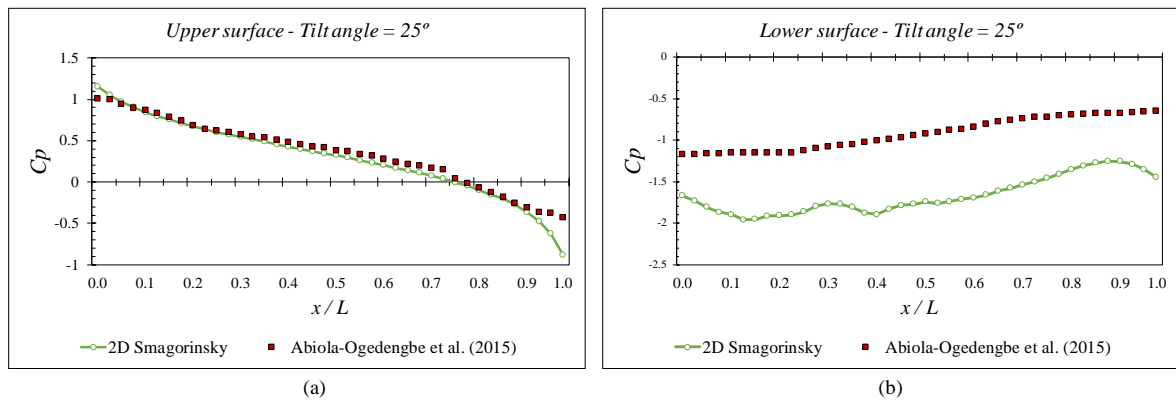 Upper surface - Tilt angle = 25º
1.5
1
0.5
0
-0.5
-1
Cp
0.0 0.1 0.2 0.3 0.4 0.5 0.6 0.7 0.8 0.9 1.0
x / L
2D Smagorinsky Abiola-Ogedengbe et al. (2015)
(a)
Lower surface - Tilt angle = 25º
0
-0.5
-1
-1.5
-2
-2.5
Cp
0.0 0.1 0.2 0.3 0.4 0.5 0.6 0.7 0.8 0.9 1.0
x / L
2D Smagorinsky Abiola-Ogedengbe et al. (2015)
(b)